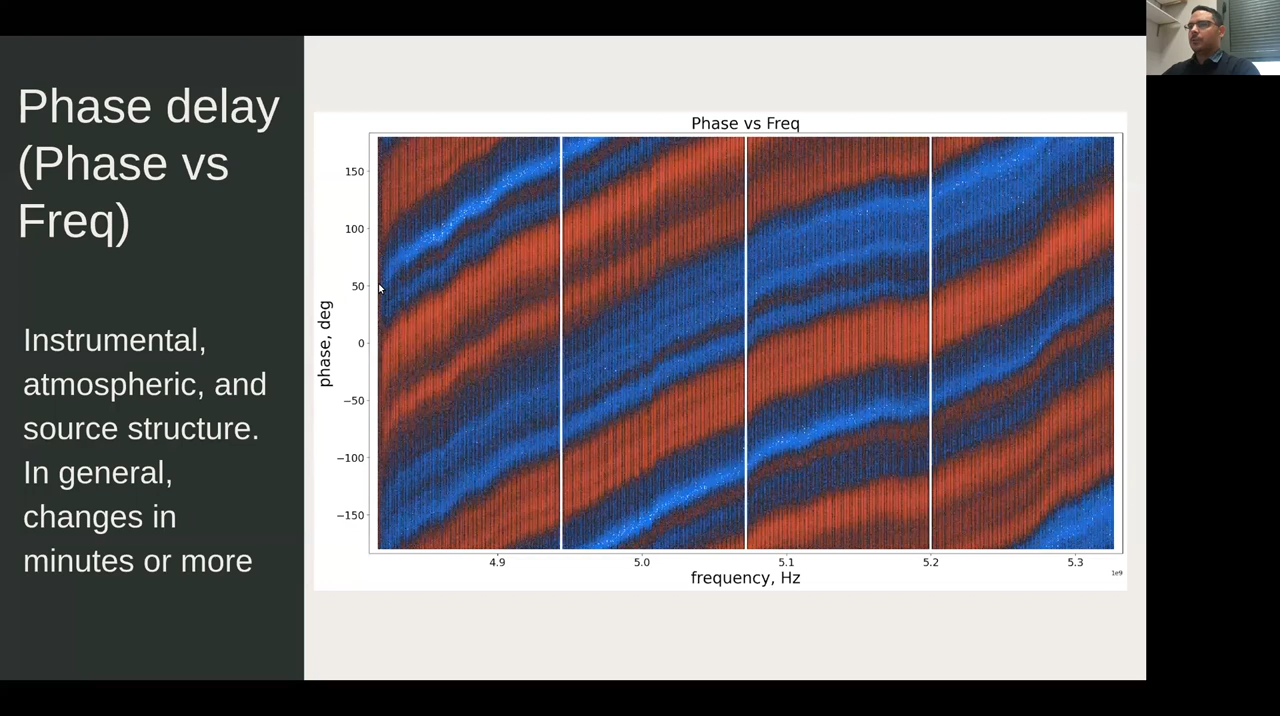 Phase delay
(Phase vs
Freq)
Instrumental,
atmospheric, and
source structure.
In general,
changes in
minutes or more
Phase vs Freq
150
100
50
0
−50
−100
−150
phase, deg
4.9 5.0 5.1 5.2 5.3
1e9
frequency, Hz